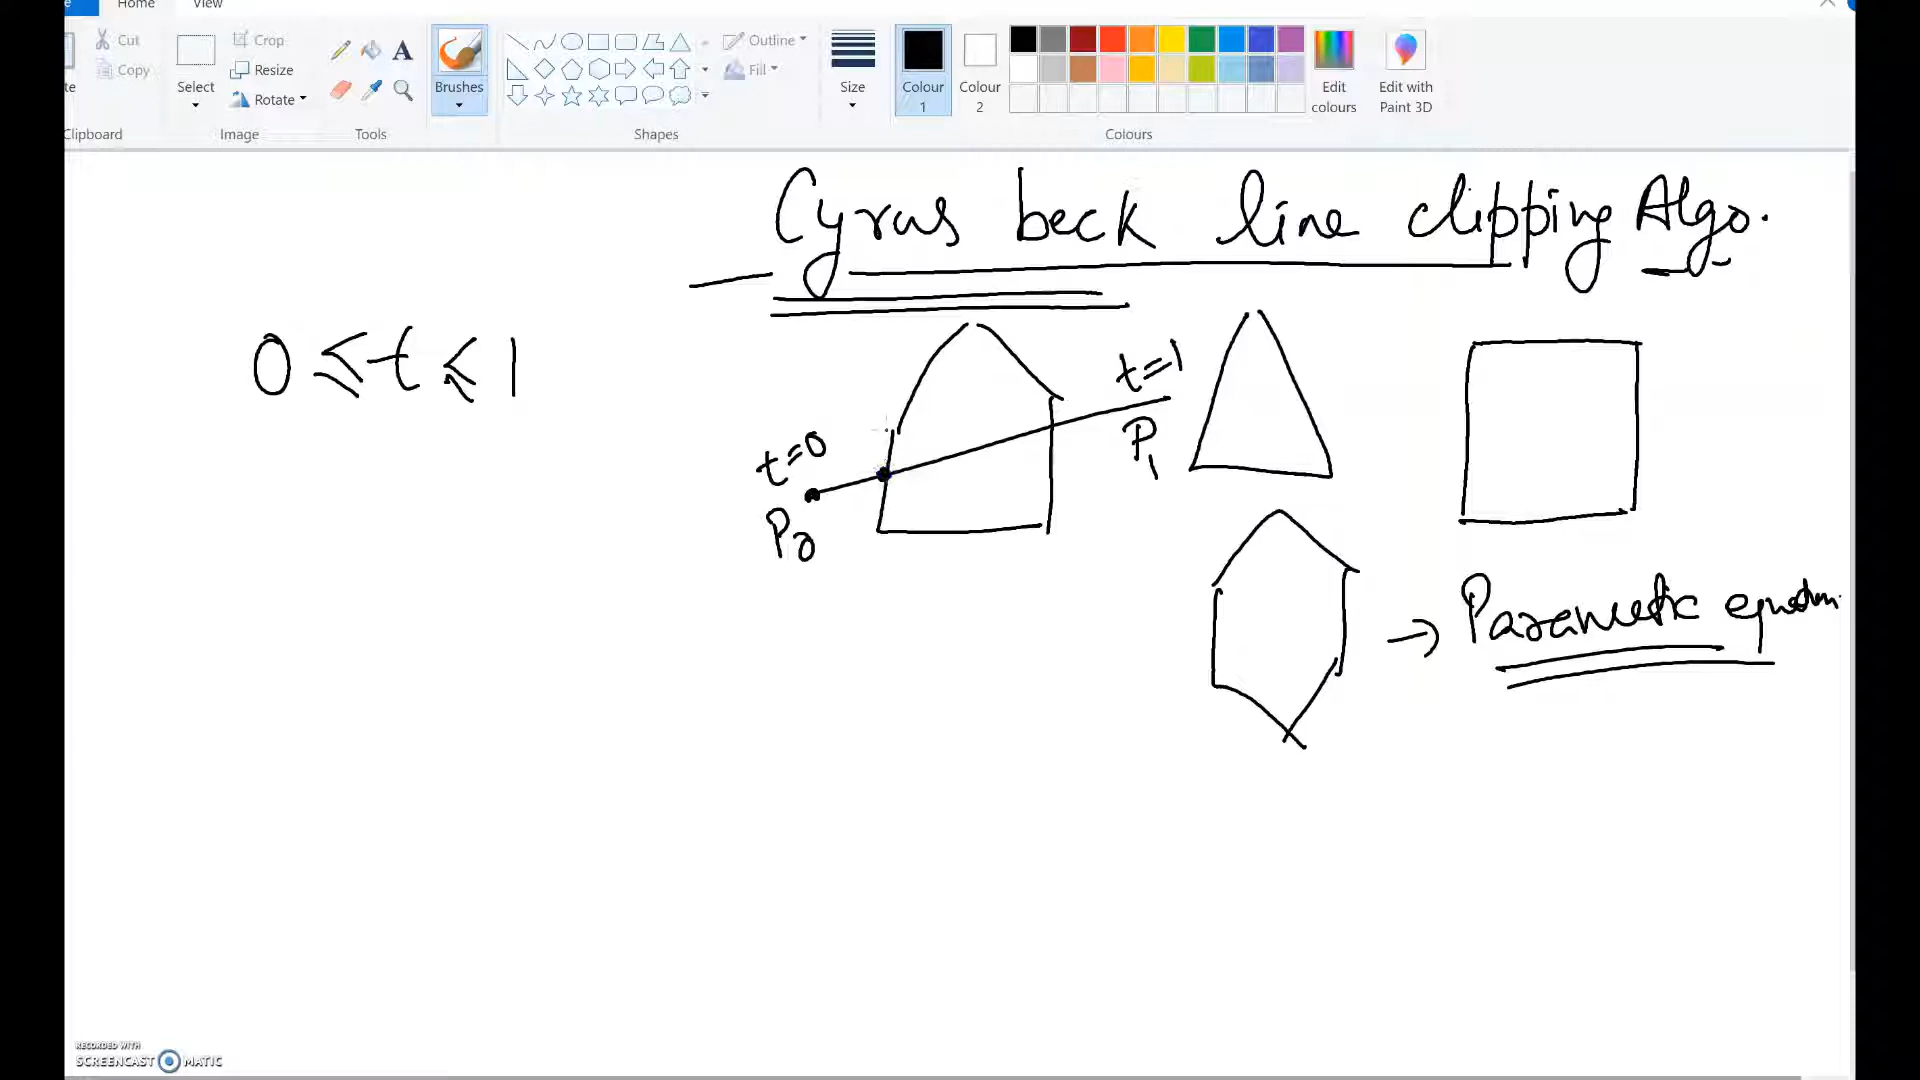 Home View
Cut
Copy
Clipboard
Select
Crop
Resize
Rotate
Image
Tools
Brushes
Shapes
Outline
Fill
Size
Colour 1
Colour 2
Colours
Edit colours
Edit with Paint 3D
Cyrus beck line clipping Algo.
0 ≤ t ≤ 1
t=1
P1
t=0
P0
→ Parametic
RECORDED WITH
SCREENCAST MATIC